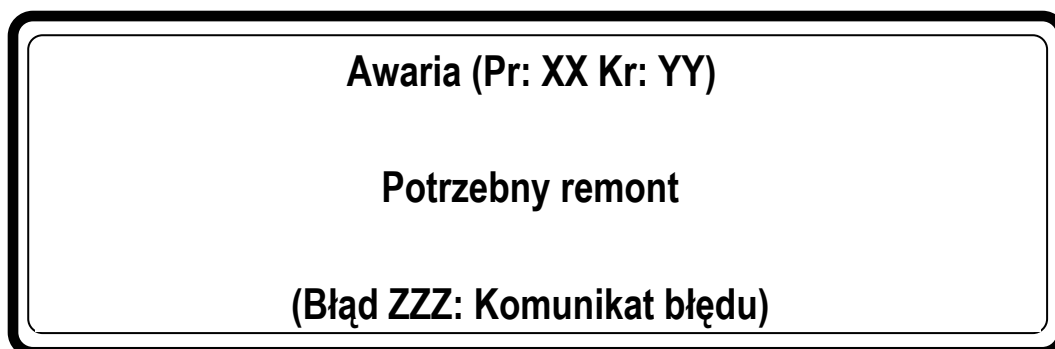 Awaria (Pr: XX Kr: YY)
Potrzebny remont
(Błąd ZZZ: Komunikat błędu)